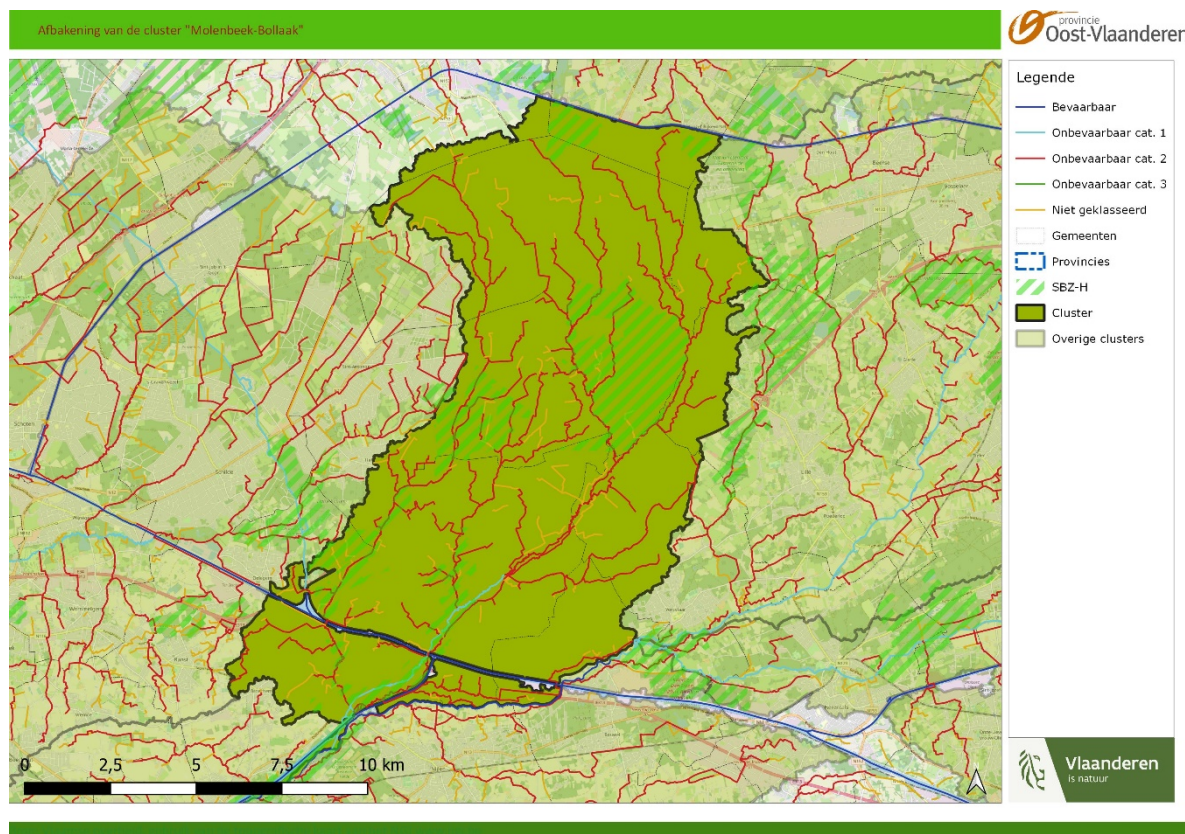 Afbakening van de cluster "Molenbeek-Bollaak"
provincie
Oost-Vlaanderen
Legende
Bevaarbaar
Onbevaarbaar cat. 1
Onbevaarbaar cat. 2
Onbevaarbaar cat. 3
Niet geklasseerd
Gemeenten
Provincies
SBZ-H
Cluster
Overige clusters
0 2,5 5 7,5 10 km
Vlaanderen
is natuur